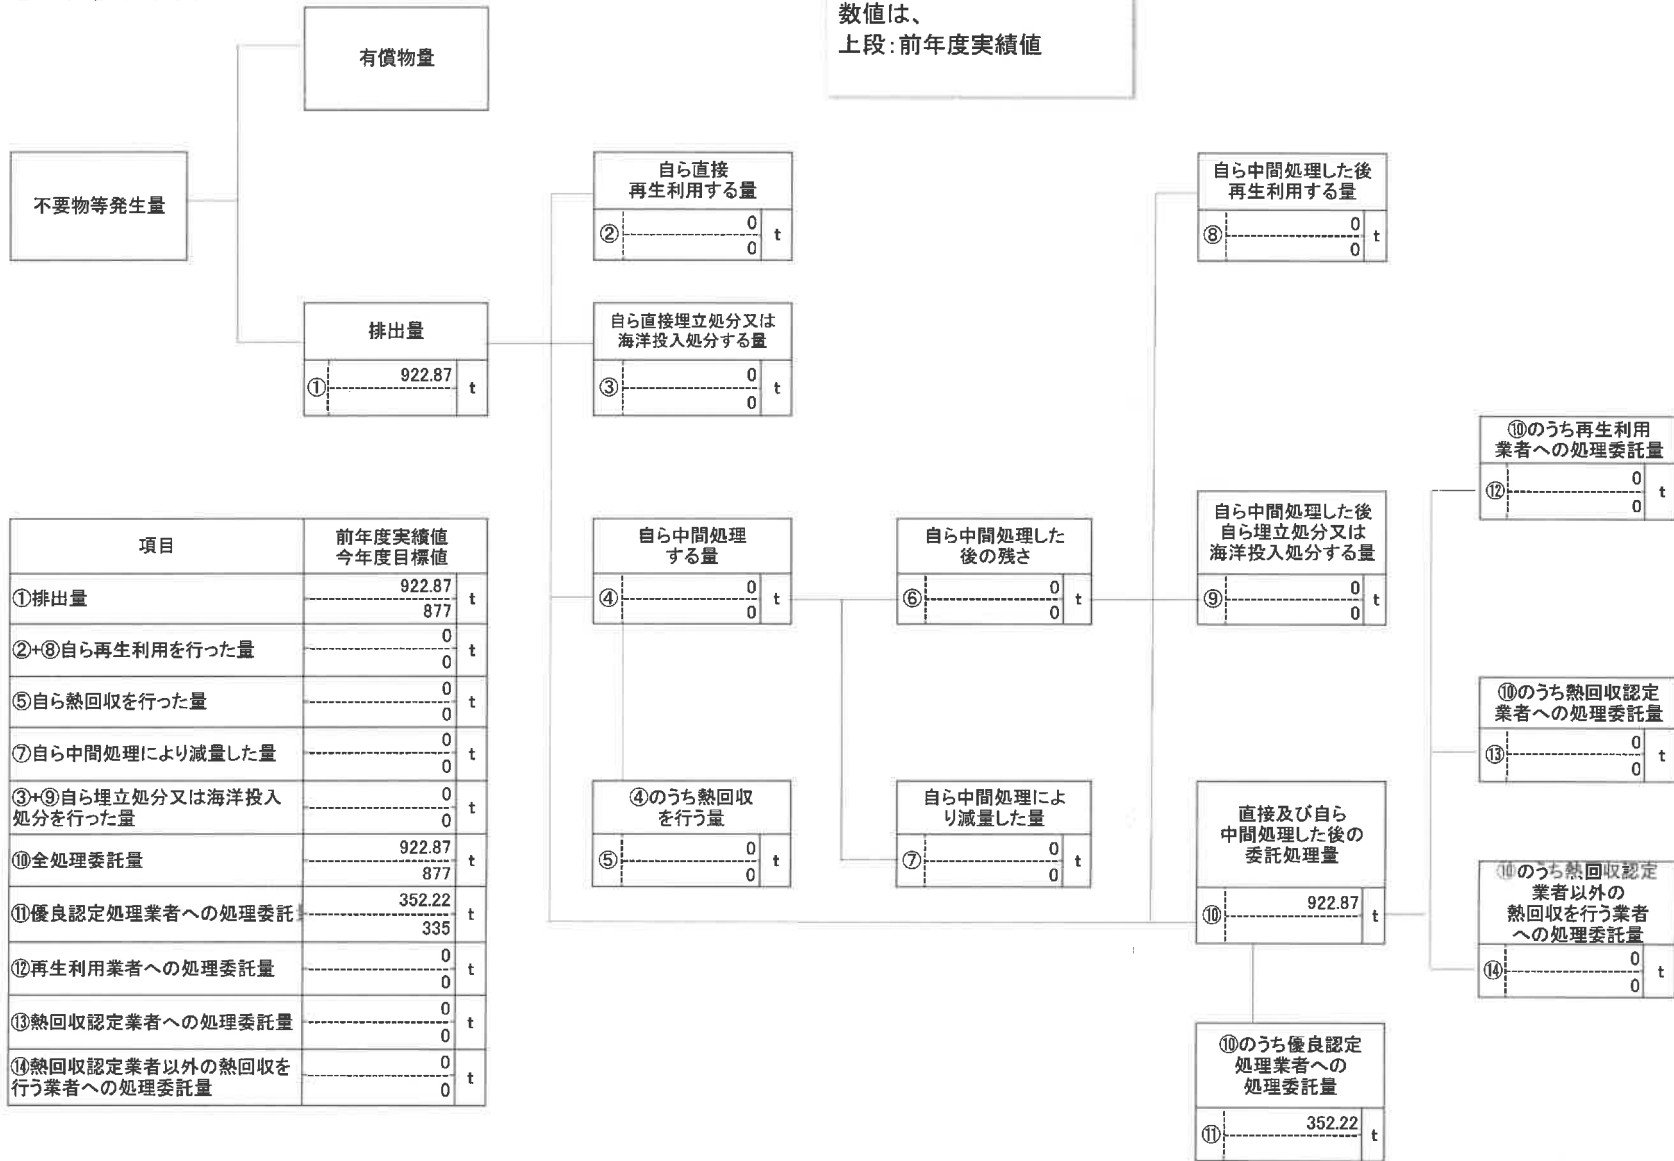 数値は、
上段：前年度実績値
有償物量
不要物等発生量
排出量
① 922.87 t
自ら直接
再生利用する量
② 0 t
0
自ら直接埋立処分又は
海洋投入処分する量
③ 0 t
0
自ら中間処理した後
再生利用する量
⑧ 0 t
0
自ら中間処理
する量
④ 0 t
0
自ら中間処理した
後の残さ
⑥ 0 t
0
自ら中間処理した後
自ら埋立処分又は
海洋投入処分する量
⑨ 0 t
0
④のうち熱回収
を行う量
⑤ 0 t
0
自ら中間処理によ
り減量した量
⑦ 0 t
0
直接及び自ら
中間処理した後の
委託処理量
⑩ 922.87 t
⑩のうち優良認定
処理業者への
処理委託量
⑪ 352.22 t
⑩のうち再生利用
業者への処理委託量
⑫ 0 t
0
⑩のうち熱回収認定
業者への処理委託量
⑬ 0 t
0
⑩のうち熱回収認定
業者以外の
熱回収を行う業者
への処理委託量
⑭ 0 t
0
項目 前年度実績値
今年度目標値
①排出量 922.87 t
877
②+⑧自ら再生利用を行った量 0 t
0
⑤自ら熱回収を行った量 0 t
0
⑦自ら中間処理により減量した量 0 t
0
③+⑨自ら埋立処分又は海洋投入
処分を行った量 0 t
0
⑩全処理委託量 922.87 t
877
⑪優良認定処理業者への処理委託 352.22 t
335
⑫再生利用業者への処理委託量 0 t
0
⑬熱回収認定業者への処理委託量 0 t
0
⑭熱回収認定業者以外の熱回収を
行う業者への処理委託量 0 t
0